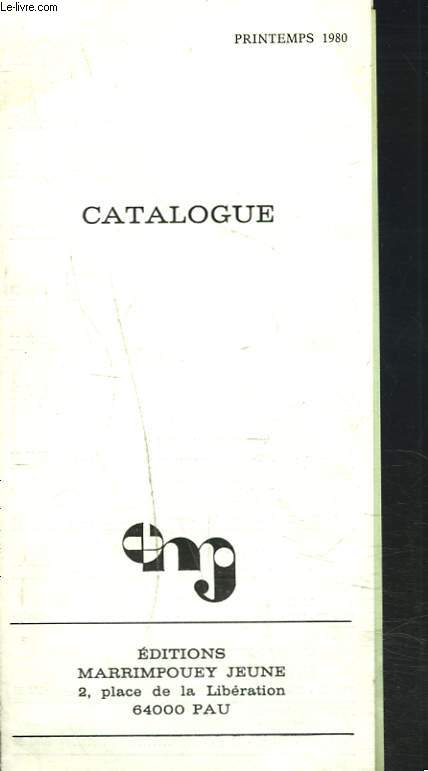 Le-livre.com
PRINTEMPS 1980
CATALOGUE
emj
ÉDITIONS
MARRIMPOUEY JEUNE
2, place de la Libération
64000 PAU